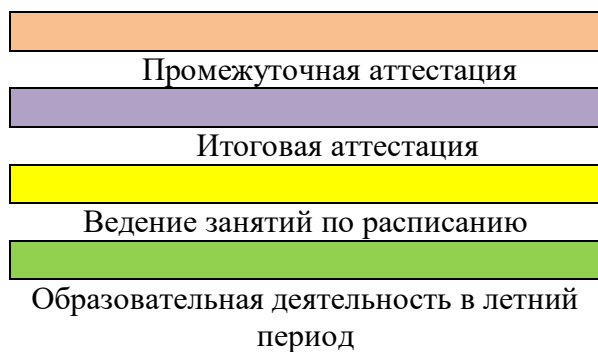 Промежуточная аттестация
Итоговая аттестация
Ведение занятий по расписанию
Образовательная деятельность в летний
период